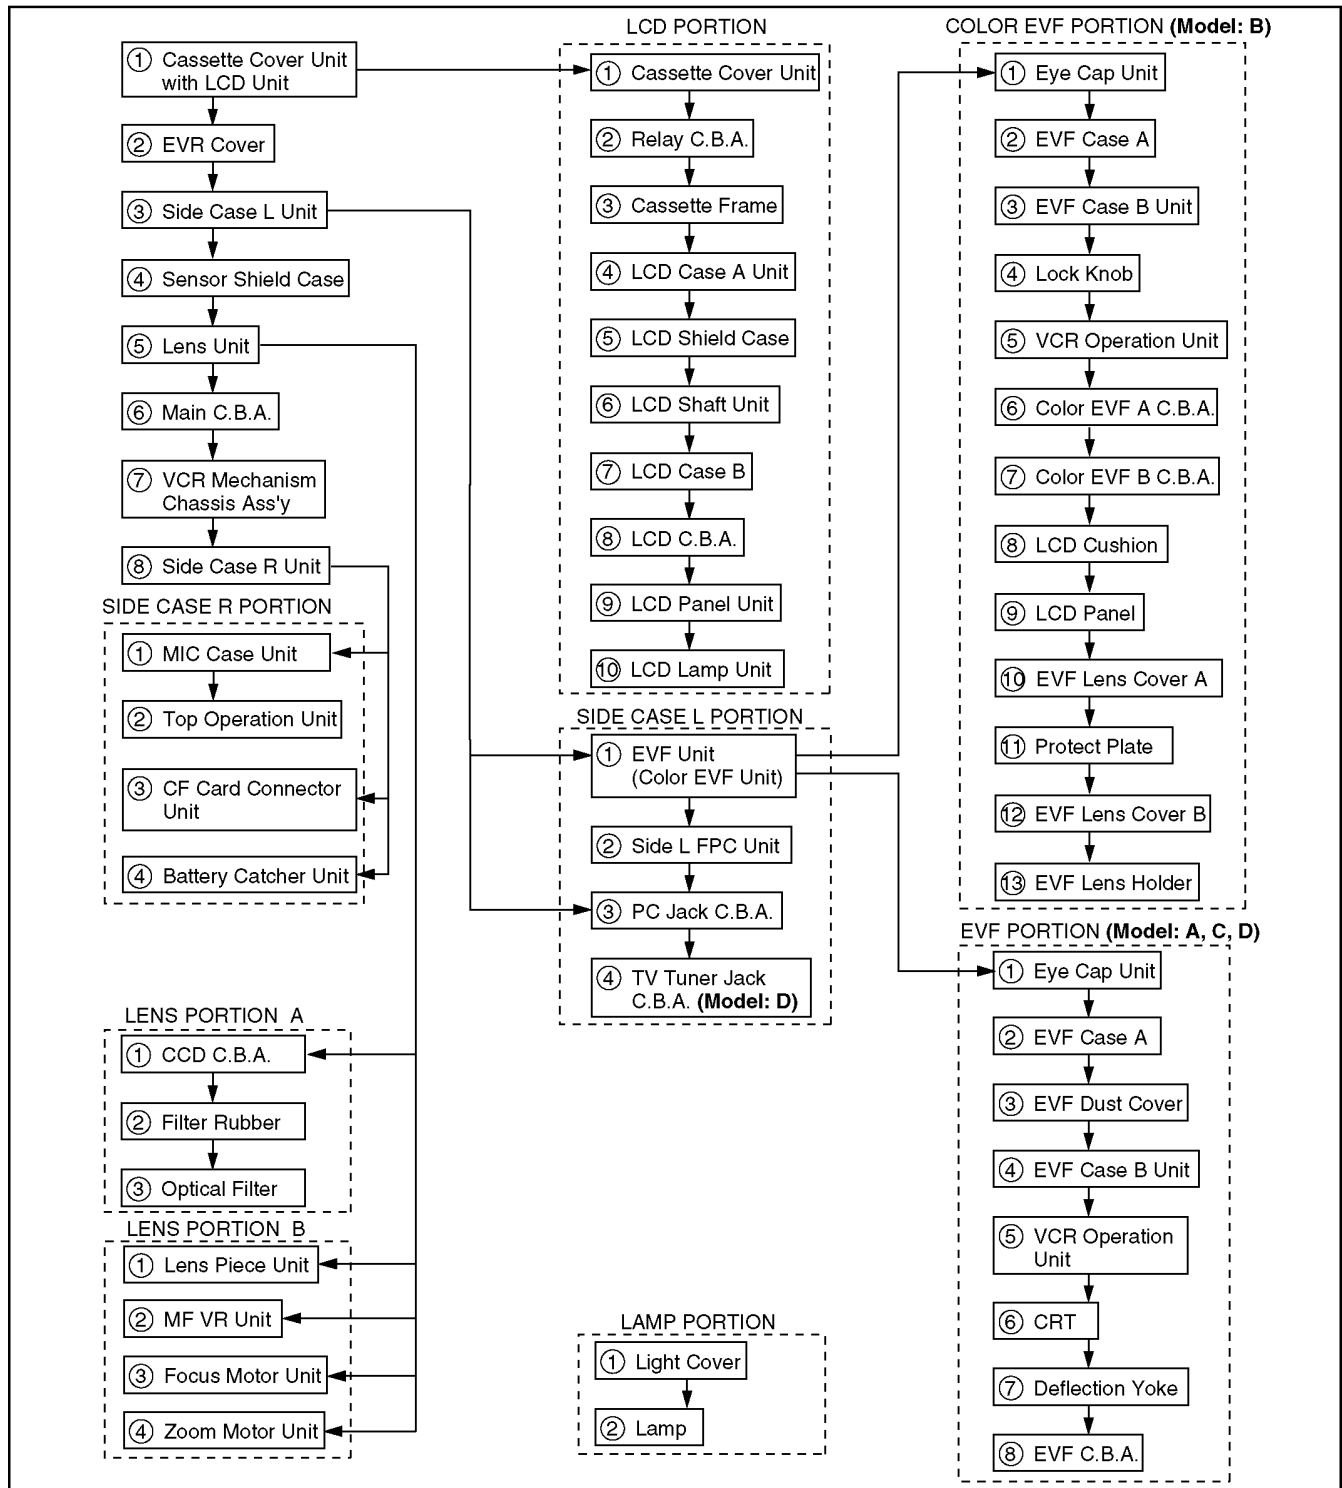 ① Cassette Cover Unit
with LCD Unit
② EVR Cover
③ Side Case L Unit
④ Sensor Shield Case
⑤ Lens Unit
⑥ Main C.B.A.
⑦ VCR Mechanism
Chassis Ass'y
⑧ Side Case R Unit
SIDE CASE R PORTION
① MIC Case Unit
② Top Operation Unit
③ CF Card Connector
Unit
④ Battery Catcher Unit
LENS PORTION A
① CCD C.B.A.
② Filter Rubber
③ Optical Filter
LENS PORTION B
① Lens Piece Unit
② MF VR Unit
③ Focus Motor Unit
④ Zoom Motor Unit
LCD PORTION
① Cassette Cover Unit
② Relay C.B.A.
③ Cassette Frame
④ LCD Case A Unit
⑤ LCD Shield Case
⑥ LCD Shaft Unit
⑦ LCD Case B
⑧ LCD C.B.A.
⑨ LCD Panel Unit
⑩ LCD Lamp Unit
SIDE CASE L PORTION
① EVF Unit
(Color EVF Unit)
② Side L FPC Unit
③ PC Jack C.B.A.
④ TV Tuner Jack
C.B.A. (Model: D)
LAMP PORTION
① Light Cover
② Lamp
COLOR EVF PORTION (Model: B)
① Eye Cap Unit
② EVF Case A
③ EVF Case B Unit
④ Lock Knob
⑤ VCR Operation Unit
⑥ Color EVF A C.B.A.
⑦ Color EVF B C.B.A.
⑧ LCD Cushion
⑨ LCD Panel
⑩ EVF Lens Cover A
⑪ Protect Plate
⑫ EVF Lens Cover B
⑬ EVF Lens Holder
EVF PORTION (Model: A, C, D)
① Eye Cap Unit
② EVF Case A
③ EVF Dust Cover
④ EVF Case B Unit
⑤ VCR Operation
Unit
⑥ CRT
⑦ Deflection Yoke
⑧ EVF C.B.A.